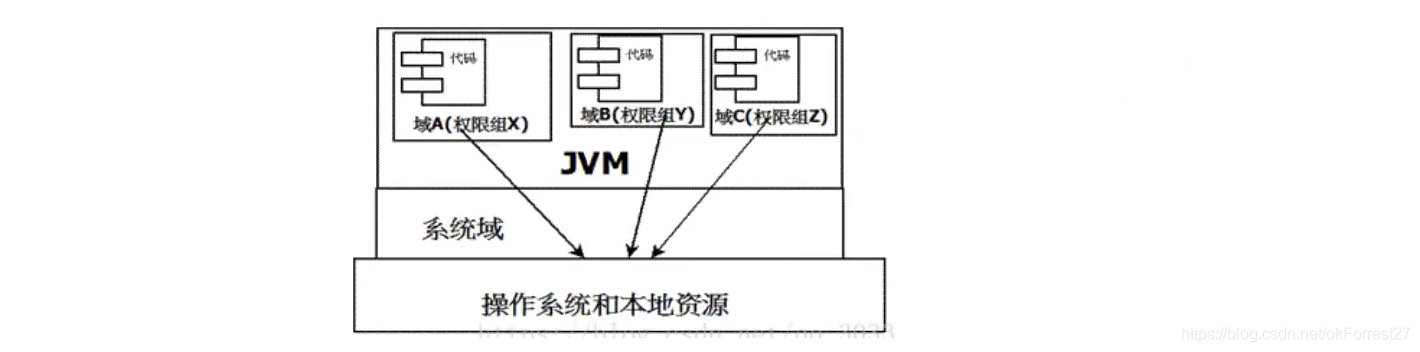 代码
代码
代码
域A(权限组X)
域B(权限组Y)
域C(权限组Z)
JVM
系统域
操作系统和本地资源
https://blog.csdn.net/okForrest27